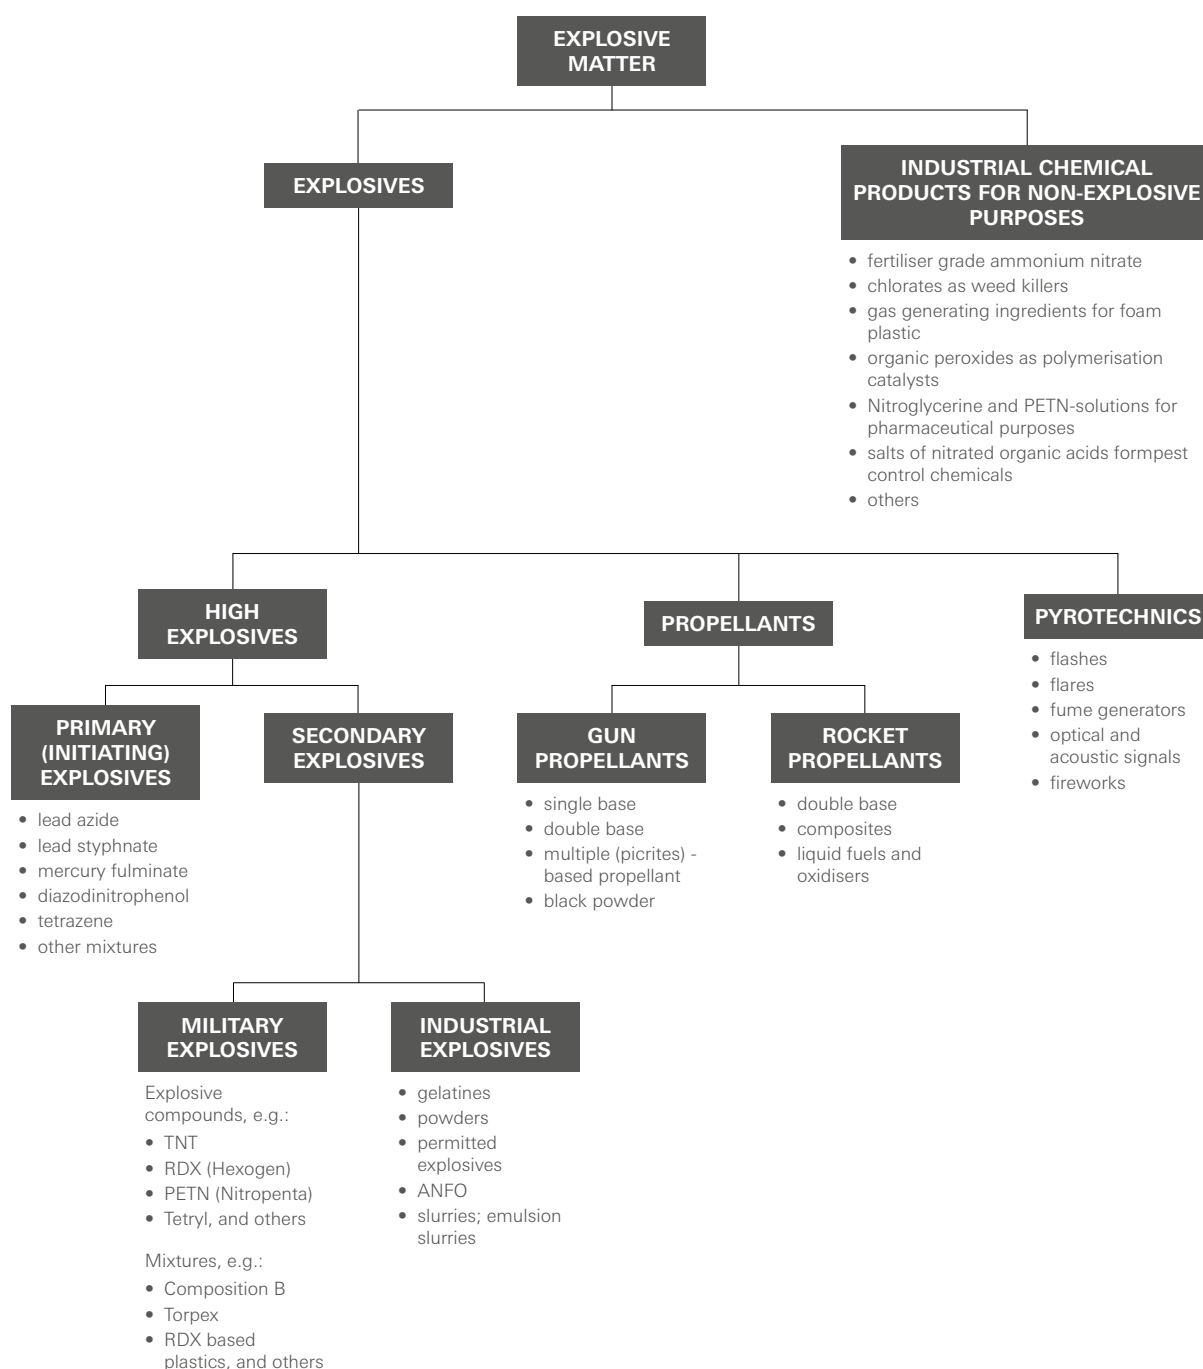 EXPLOSIVE
MATTER
EXPLOSIVES
INDUSTRIAL CHEMICAL
PRODUCTS FOR NON-EXPLOSIVE
PURPOSES
• fertiliser grade ammonium nitrate
• chlorates as weed killers
• gas generating ingredients for foam
plastic
• organic peroxides as polymerisation
catalysts
• Nitroglycerine and PETN-solutions for
pharmaceutical purposes
• salts of nitrated organic acids formpest
control chemicals
• others
HIGH
EXPLOSIVES
PROPELLANTS
PYROTECHNICS
• flashes
• flares
• fume generators
• optical and
acoustic signals
• fireworks
PRIMARY
(INITIATING)
EXPLOSIVES
• lead azide
• lead styphnate
• mercury fulminate
• diazodinitrophenol
• tetrazene
• other mixtures
SECONDARY
EXPLOSIVES
GUN
PROPELLANTS
• single base
• double base
• multiple (picrites) -
based propellant
• black powder
ROCKET
PROPELLANTS
• double base
• composites
• liquid fuels and
oxidisers
MILITARY
EXPLOSIVES
Explosive
compounds, e.g.:
• TNT
• RDX (Hexogen)
• PETN (Nitropenta)
• Tetryl, and others
Mixtures, e.g.:
• Composition B
• Torpex
• RDX based
plastics, and others
INDUSTRIAL
EXPLOSIVES
• gelatines
• powders
• permitted
explosives
• ANFO
• slurries; emulsion
slurries